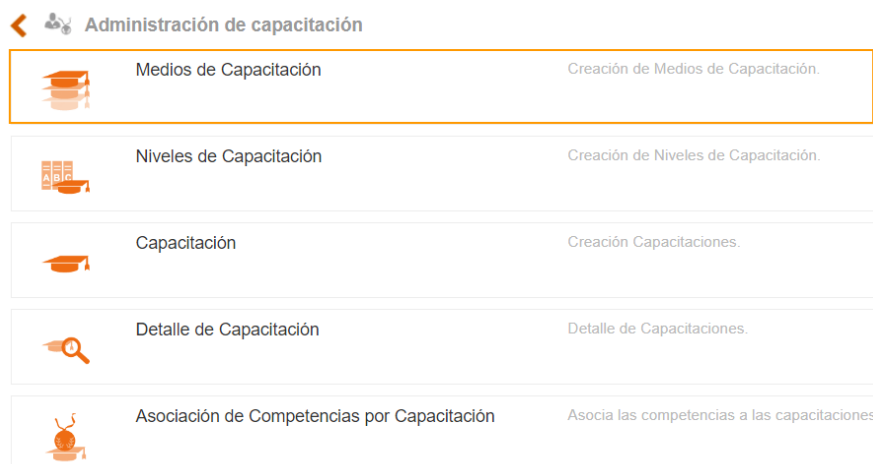 Administración de capacitación
Medios de Capacitación Creación de Medios de Capacitación.
Niveles de Capacitación Creación de Niveles de Capacitación.
A B C
Capacitación Creación Capacitaciones.
Detalle de Capacitación Detalle de Capacitaciones.
Asociación de Competencias por Capacitación Asocia las competencias a las capacitaciones